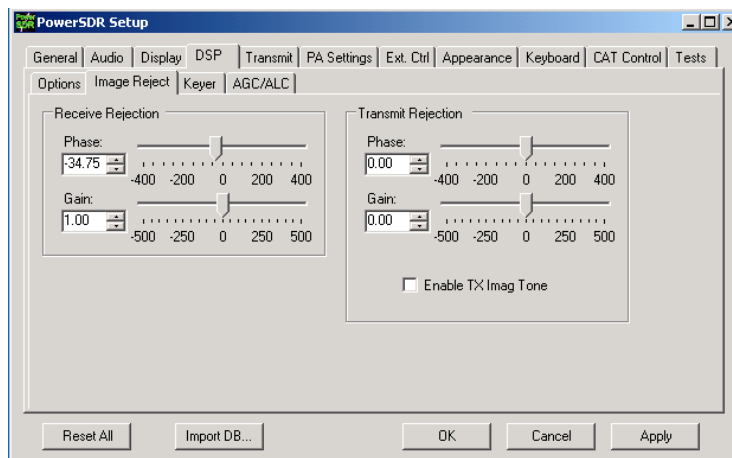 PowerSDR Setup
General Audio Display DSP Transmit PA Settings Ext. Ctrl Appearance Keyboard CAT Control Tests
Options Image Reject Keyer AGC/ALC
Receive Rejection
Phase:
-34.75
-400 -200 0 200 400
Gain:
1.00
-500 -250 0 250 500
Transmit Rejection
Phase:
0.00
-400 -200 0 200 400
Gain:
0.00
-500 -250 0 250 500
Enable TX Imag Tone
Reset All Import DB... OK Cancel Apply